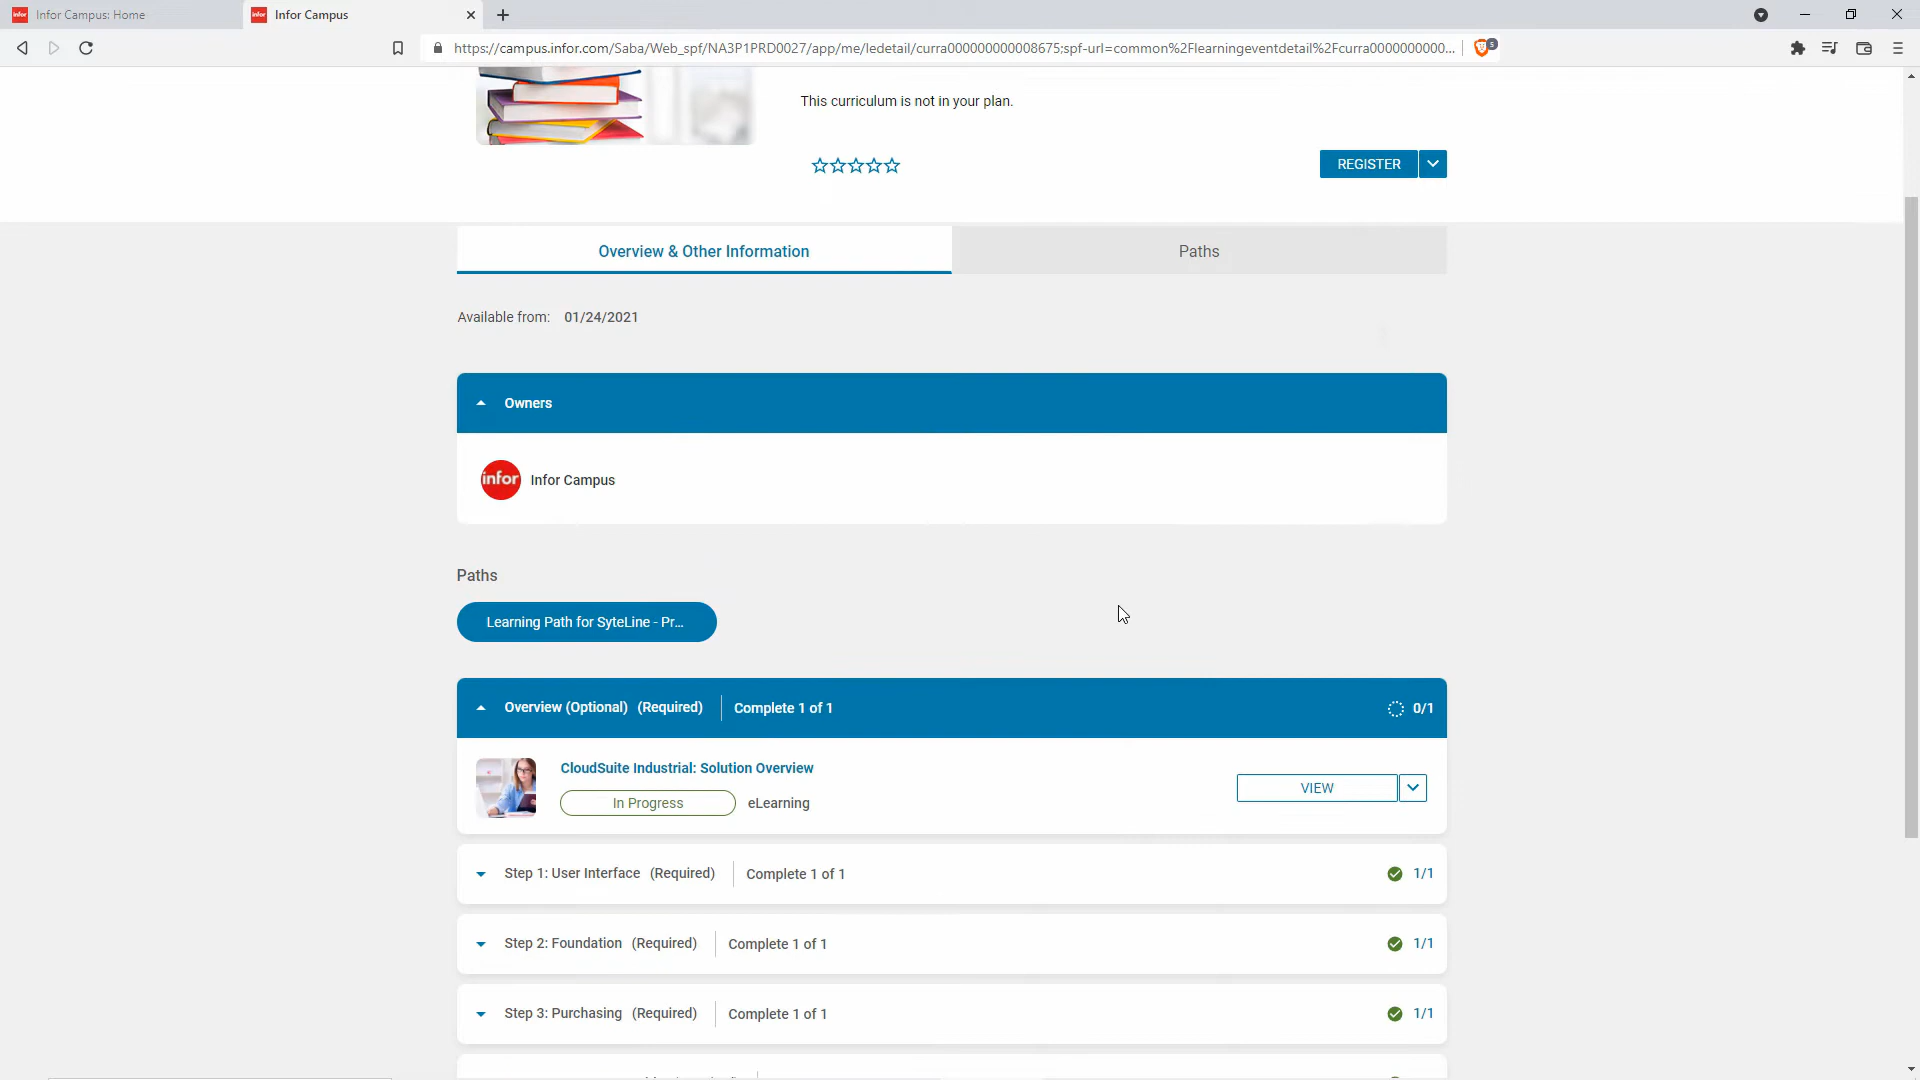 Infor Campus: Home
Infor Campus
https://campus.infor.com/Saba/Web_spf/NA3P1PRD0027/app/me/ledetail/curra000000000008675;spf-url=common%2Flearningeventdetail%2Fcurra0000000000...
5
This curriculum is not in your plan.
REGISTER
Overview & Other Information
Paths
Available from: 01/24/2021
Owners
infor Infor Campus
Paths
Learning Path for SyteLine - Pr...
Overview (Optional) (Required) Complete 1 of 1 0/1
CloudSuite Industrial: Solution Overview
In Progress eLearning
VIEW
Step 1: User Interface (Required) Complete 1 of 1 1/1
Step 2: Foundation (Required) Complete 1 of 1 1/1
Step 3: Purchasing (Required) Complete 1 of 1 1/1